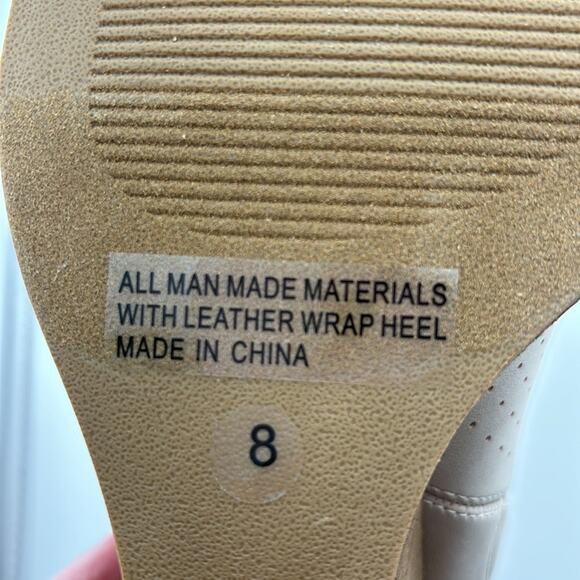 ALL MAN MADE MATERIALS
WITH LEATHER WRAP HEEL
MADE IN CHINA
8